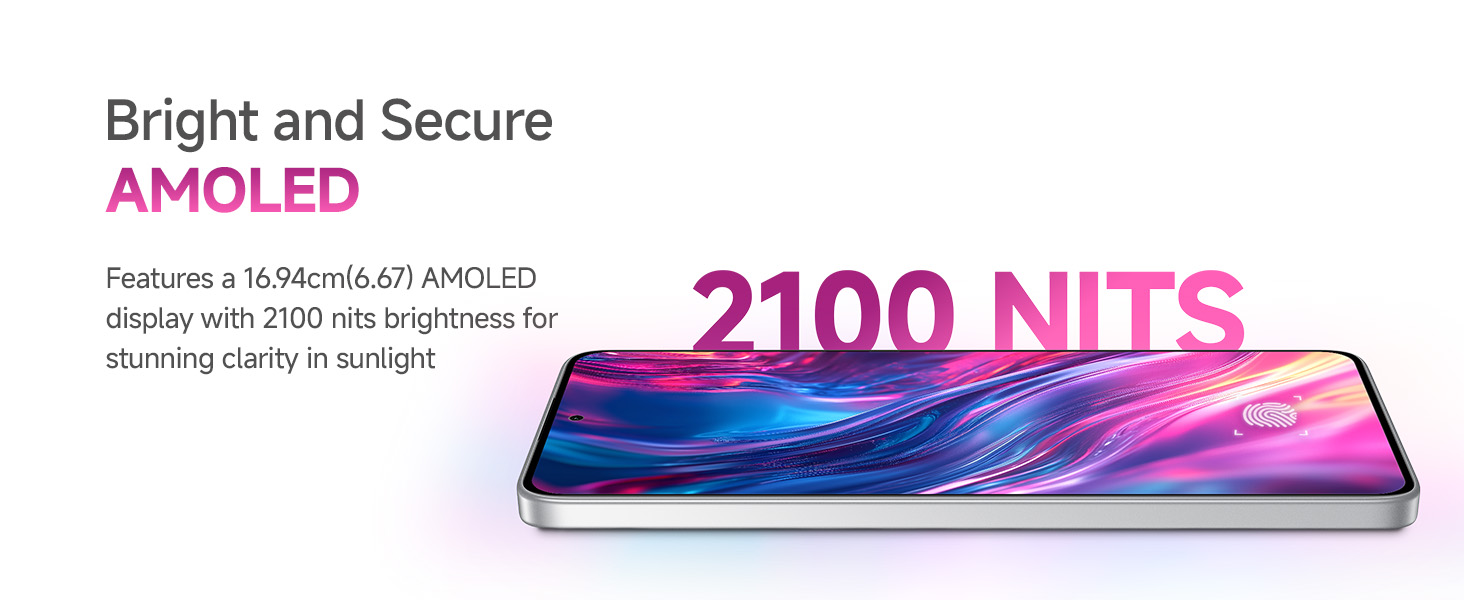 Bright and Secure
AMOLED
Features a 16.94cm(6.67) AMOLED
display with 2100 nits brightness for
stunning clarity in sunlight
2100 NITS